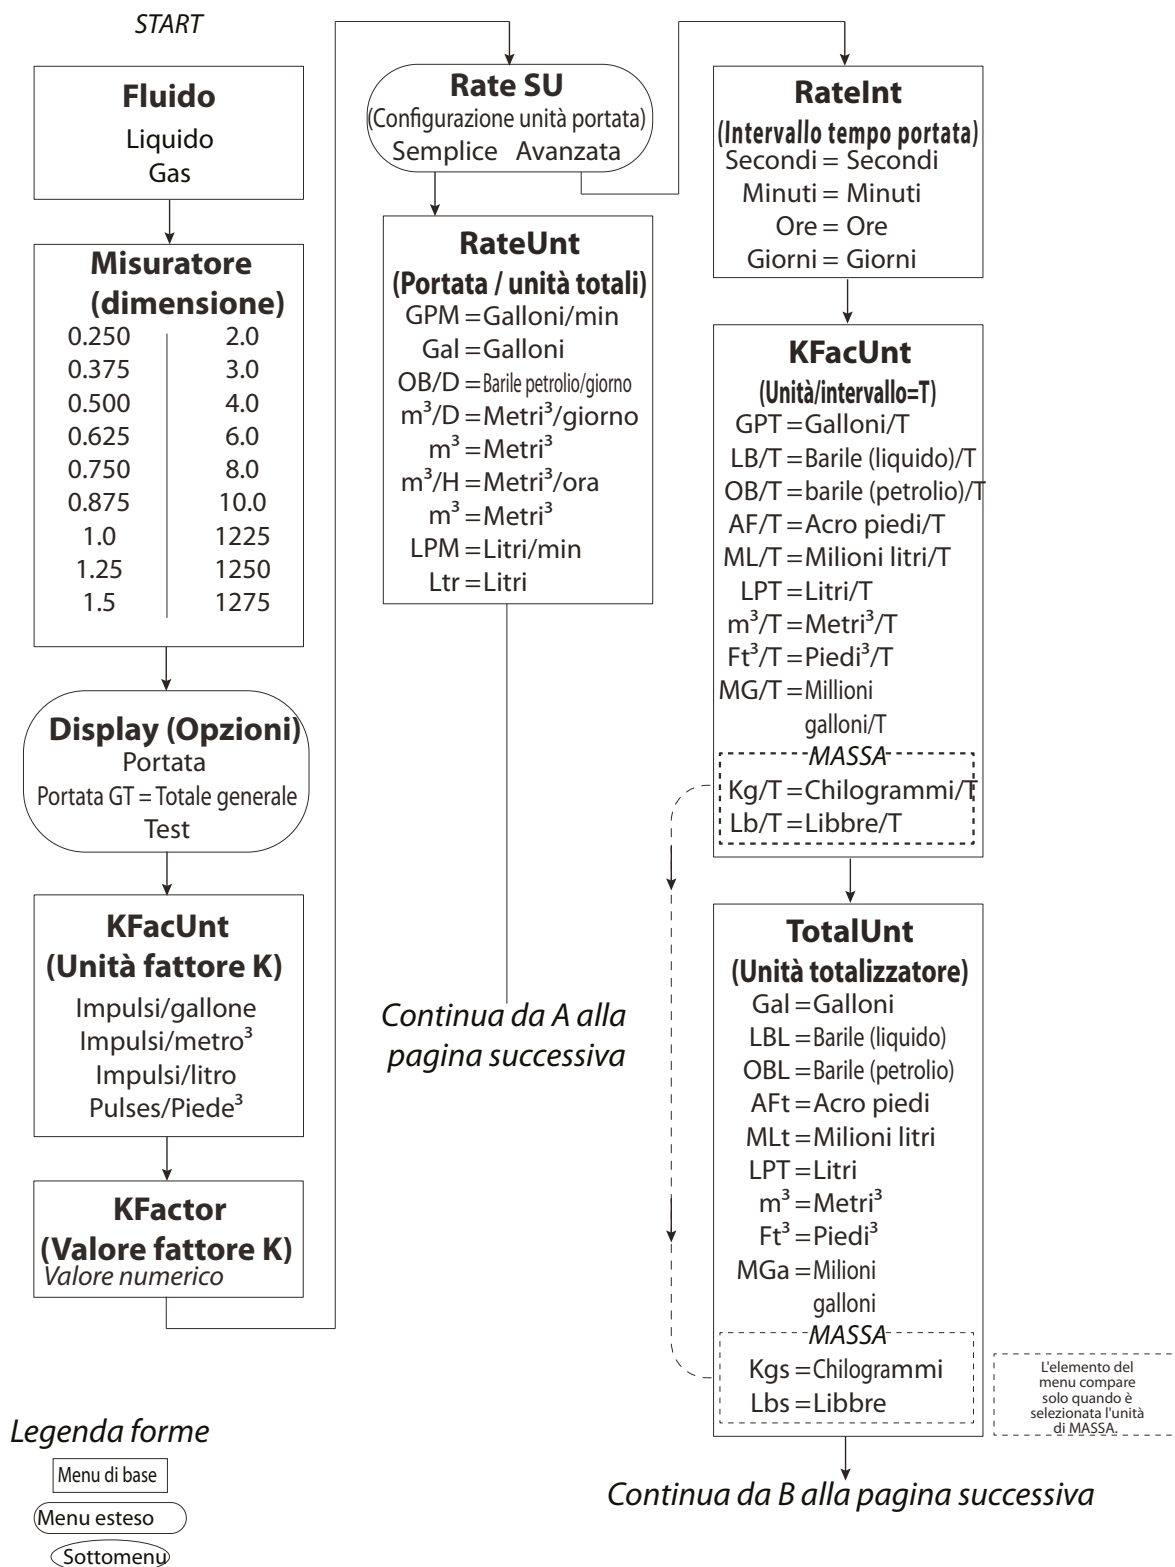 START
Fluido
Liquido
Gas
Misuratore
(dimensione)
0.250 2.0
0.375 3.0
0.500 4.0
0.625 6.0
0.750 8.0
0.875 10.0
1.0 1225
1.25 1250
1.5 1275
Display (Opzioni)
Portata
Portata GT = Totale generale
Test
KFacUnt
(Unità fattore K)
Impulsi/gallone
Impulsi/metro³
Impulsi/litro
Pulses/Piede³
KFactor
(Valore fattore K)
Valore numerico
Rate SU
(Configurazione unità portata)
Semplice Avanzata
RateUnt
(Portata / unità totali)
GPM = Galloni/min
Gal = Galloni
OB/D = Barile petrolio/giorno
m³/D = Metri³/giorno
m³ = Metri³
m³/H = Metri³/ora
m³ = Metri³
LPM = Litri/min
Ltr = Litri
Continua da A alla
pagina successiva
RateInt
(Intervallo tempo portata)
Secondi = Secondi
Minuti = Minuti
Ore = Ore
Giorni = Giorni
KFacUnt
(Unità/intervallo=T)
GPT = Galloni/T
LB/T = Barile (liquido)/T
OB/T = barile (petrolio)/T
AF/T = Acro piedi/T
ML/T = Milioni litri/T
LPT = Litri/T
m³/T = Metri³/T
Ft³/T = Piedi³/T
MG/T = Millioni
galloni/T
MASSA
Kg/T = Chilogrammi/T
Lb/T = Libbre/T
TotalUnt
(Unità totalizzatore)
Gal = Galloni
LBL = Barile (liquido)
OBL = Barile (petrolio)
AFt = Acro piedi
MLt = Milioni litri
LPT = Litri
m³ = Metri³
Ft³ = Piedi³
MGa = Milioni
galloni
MASSA
Kgs = Chilogrammi
Lbs = Libbre
L'elemento del
menu compare
solo quando è
selezionata l'unità
di MASSA.
Continua da B alla pagina successiva
Legenda forme
Menu di base
Menu esteso
Sottomenu